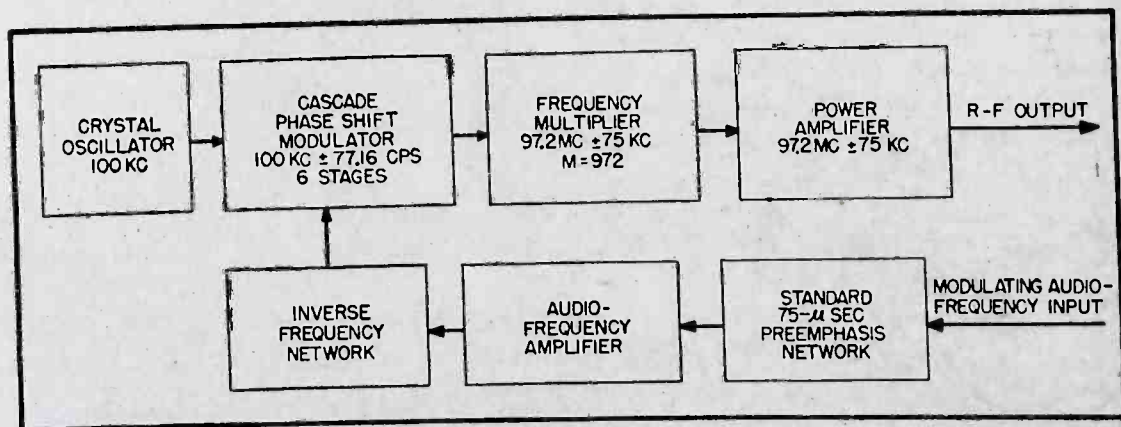 CRYSTAL
OSCILLATOR
100 KC
CASCADE
PHASE SHIFT
MODULATOR
100 KC ± 77.16 CPS
6 STAGES
FREQUENCY
MULTIPLIER
97.2 MC ± 75 KC
M = 972
POWER
AMPLIFIER
97.2 MC ± 75 KC
R-F OUTPUT
INVERSE
FREQUENCY
NETWORK
AUDIO-
FREQUENCY
AMPLIFIER
STANDARD
75-μ SEC
PREEMPHASIS
NETWORK
MODULATING AUDIO-
FREQUENCY INPUT